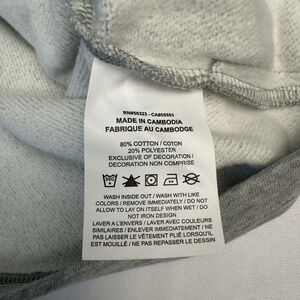 RN#56323 - CA#05553
MADE IN CAMBODIA
FABRIQUE AU CAMBODGE
80% COTTON / COTON
20% POLYESTER
EXCLUSIVE OF DECORATION /
DECORATION NON COMPRISE
WASH INSIDE OUT / WASH WITH LIKE
COLORS / REMOVE IMMEDIATELY / DO NOT
ALLOW TO LAY ON ITSELF WHEN WET / DO
NOT IRON DESIGN
LAVER A L'ENVERS / LAVER AVEC COULEURS
SIMILAIRES / ENLEVER IMMEDIATEMENT / NE
PAS LAISSER LE VÊTEMENT PLIÉ LORSQU'IL
EST MOUILLÉ / NE PAS REPASSER LE DESSIN